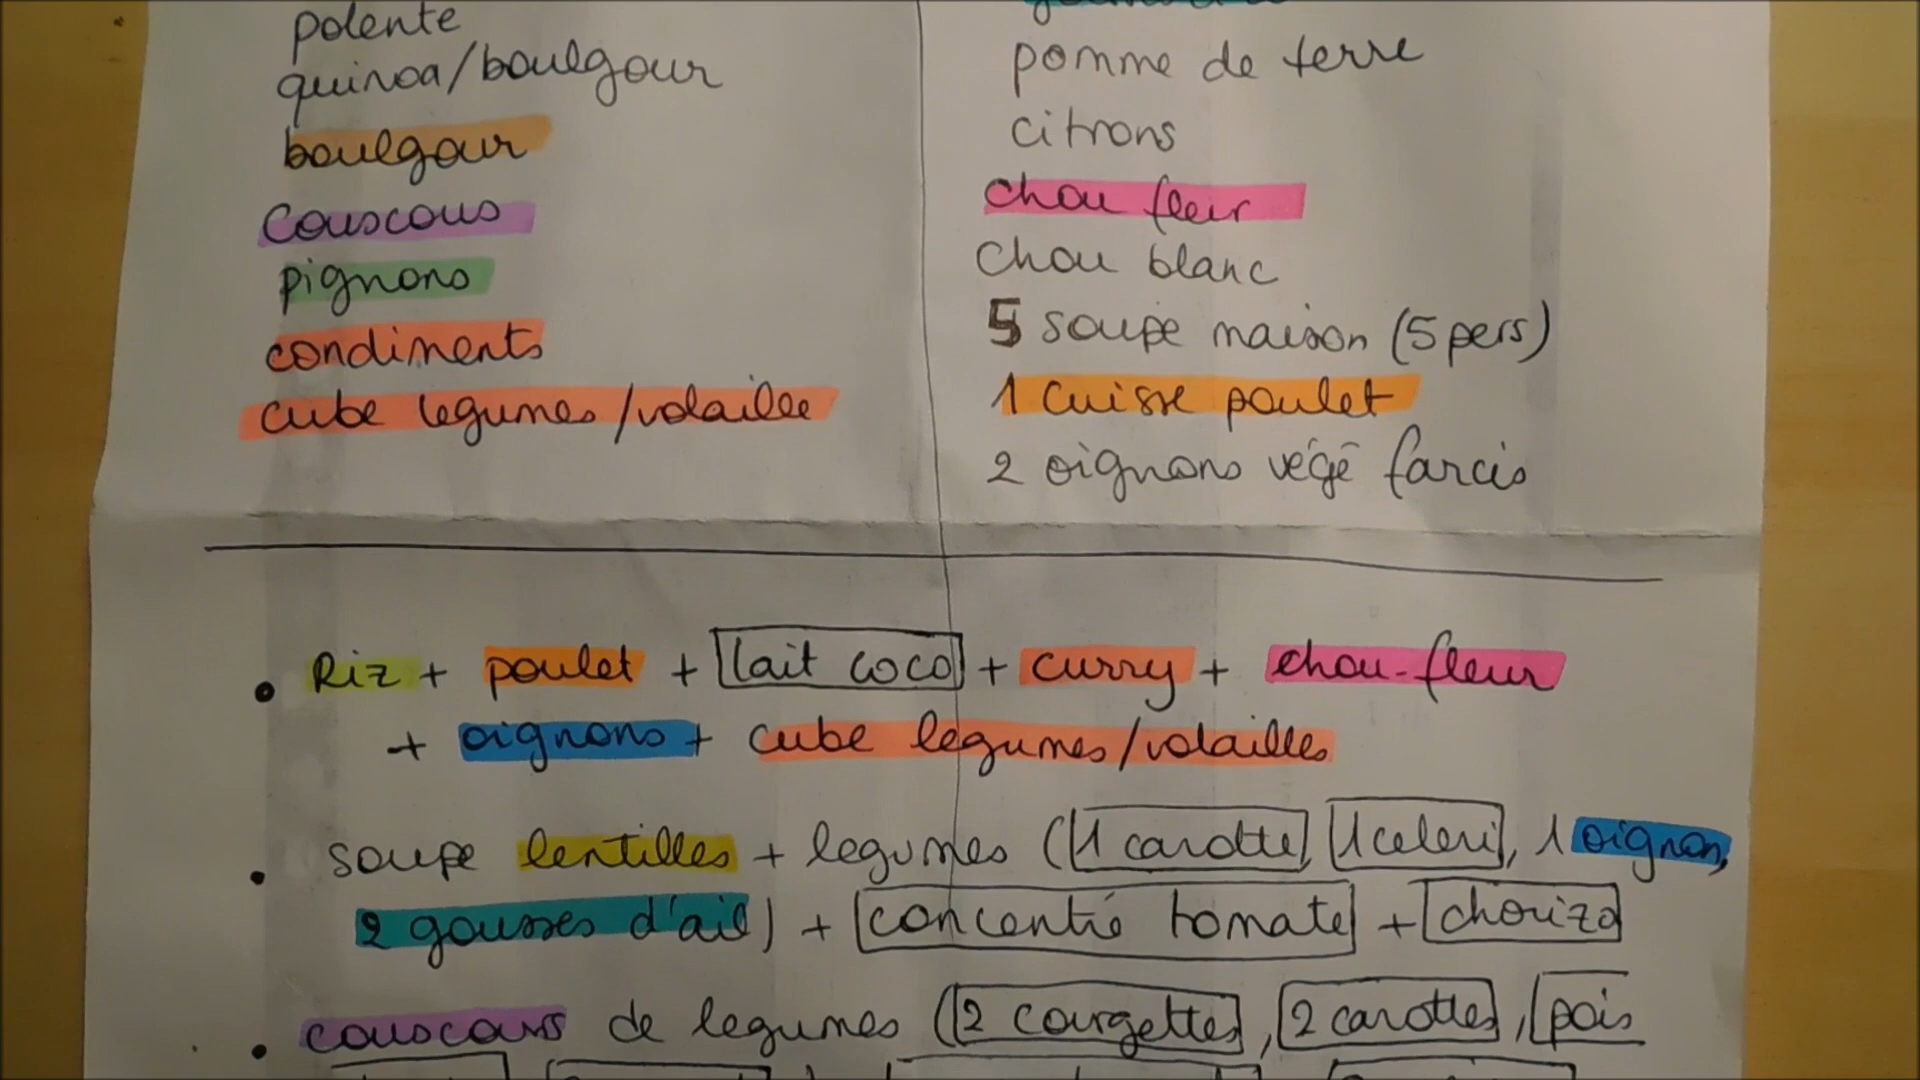 polente
quinoa/boulgour
boulgour
Couscous
pignons
condiments
cube legumes/volaille
pomme de terre
citrons
chou fleur
chou blanc
5 soupe maison (5 pers)
1 cuisse poulet
2 oignons végé farcis
• Riz + poulet + lait coco + curry + chou-fleur
+ oignons + cube legumes/volailles
• soupe lentilles + legumes (1 carotte, 1 celeri, 1 oignon,
2 gousses d'ail) + concentré tomate + chorizo
• couscous de legumes (2 courgettes, 2 carottes, pois